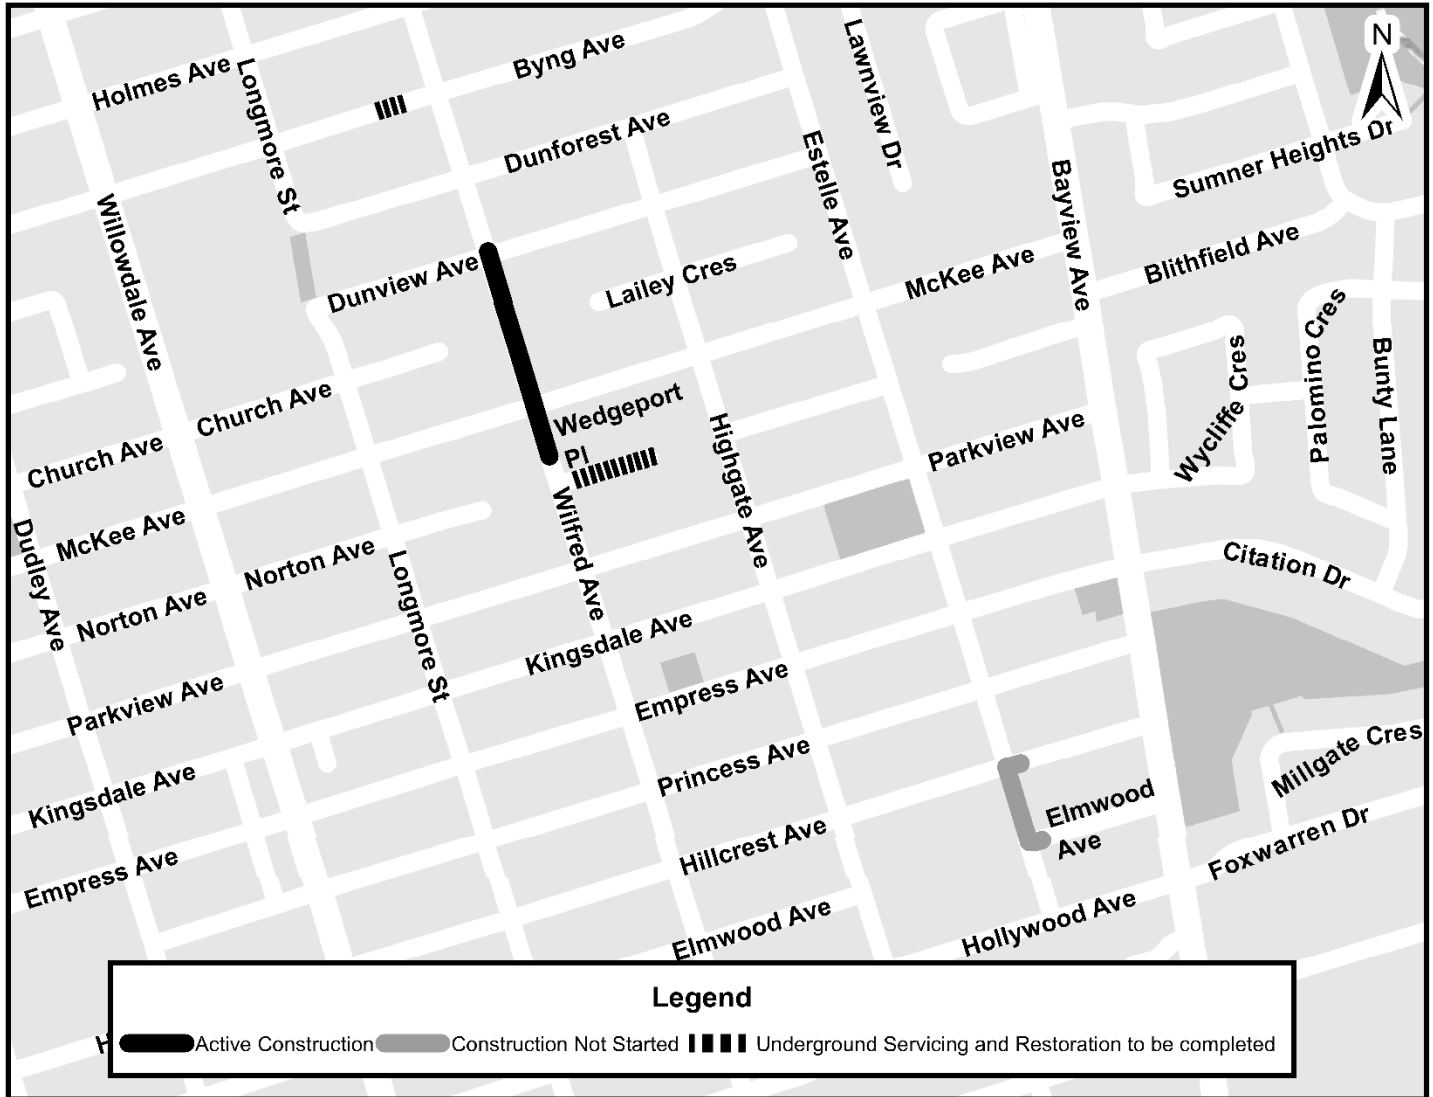 N
Holmes Ave
Longmore St
Byng Ave
Lawnview Dr
Dunforest Ave
Estelle Ave
Sumner Heights Dr
Willowdale Ave
Bayview Ave
Dunview Ave
Lailey Cres
McKee Ave
Blithfield Ave
Church Ave
Church Ave
Wedgeport
Pl
Highgate Ave
Parkview Ave
Wycliffe Cres
Palomino Cres
Bunty Lane
Dudley Ave
McKee Ave
Norton Ave
Norton Ave
Longmore St
Wilfred Ave
Citation Dr
Parkview Ave
Kingsdale Ave
Empress Ave
Kingsdale Ave
Princess Ave
Millgate Cres
Empress Ave
Hillcrest Ave
Elmwood
Ave
Foxwarren Dr
Elmwood Ave
Hollywood Ave
Legend
Active Construction
Construction Not Started
Underground Servicing and Restoration to be completed